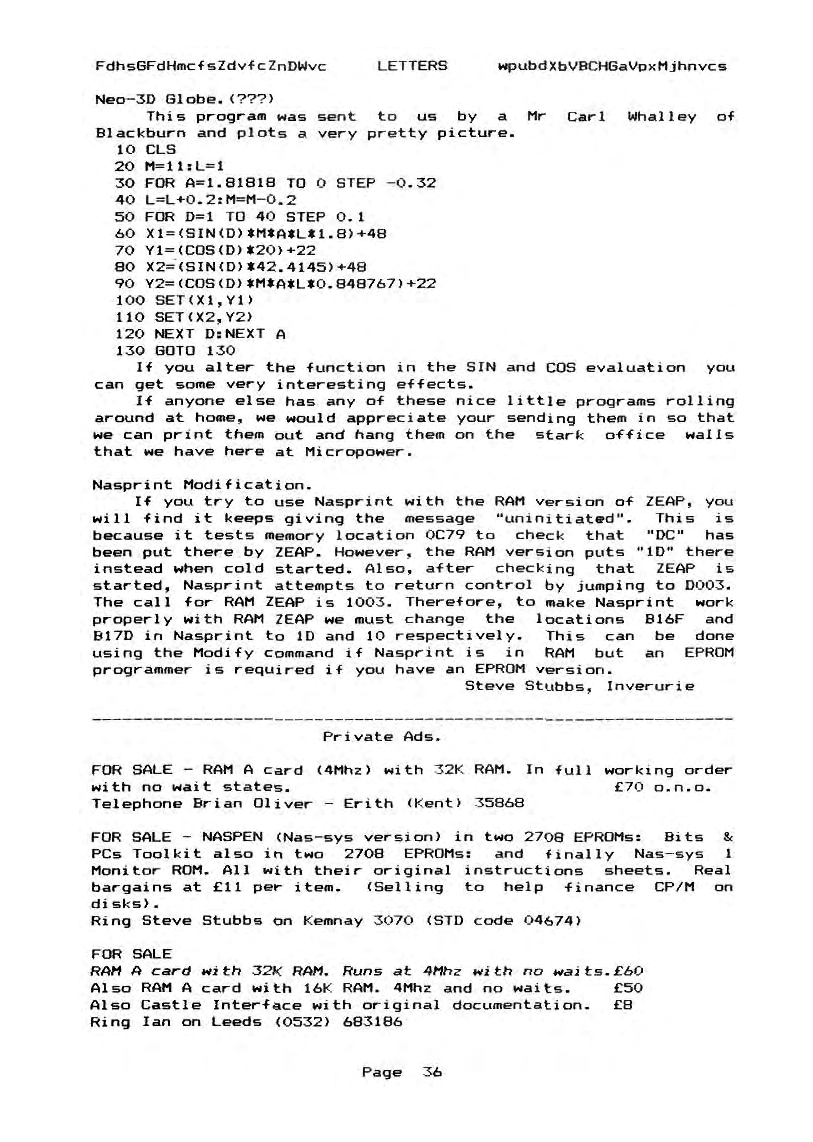 FdhsGFdHmcfsZdvfcZnDWvc LETTERS wpubdXbVBCHGaVpxMjhnvcs
Neo-3D Globe.(???)
This program was sent to us by a Mr Carl Whalley of
Blackburn and plots a very pretty picture.
10 CLS
20 M=11:L=1
30 FOR A=1.81818 TO 0 STEP -0.32
40 L=L+0.2:M=M-0.2
50 FOR D=1 TO 40 STEP 0.1
60 X1=(SIN(D)*M*A*L*1.8)+48
70 Y1=(COS(D)*20)+22
80 X2=(SIN(D)*42.4145)+48
90 Y2=(COS(D)*M*A*L*0.848767)+22
100 SET(X1,Y1)
110 SET(X2,Y2)
120 NEXT D:NEXT A
130 GOTO 130
If you alter the function in the SIN and COS evaluation you
can get some very interesting effects.
If anyone else has any of these nice little programs rolling
around at home, we would appreciate your sending them in so that
we can print them out and hang them on the stark office walls
that we have here at Micropower.
Nasprint Modification.
If you try to use Nasprint with the RAM version of ZEAP, you
will find it keeps giving the message "uninitiated". This is
because it tests memory location 0C79 to check that "DC" has
been put there by ZEAP. However, the RAM version puts "1D" there
instead when cold started. Also, after checking that ZEAP is
started, Nasprint attempts to return control by jumping to D003.
The call for RAM ZEAP is 1003. Therefore, to make Nasprint work
properly with RAM ZEAP we must change the locations B16F and
B17D in Nasprint to 1D and 10 respectively. This can be done
using the Modify command if Nasprint is in RAM but an EPROM
programmer is required if you have an EPROM version.
Steve Stubbs, Inverurie
Private Ads.
FOR SALE - RAM A card (4Mhz) with 32K RAM. In full working order
with no wait states. £70 o.n.o.
Telephone Brian Oliver - Erith (Kent) 35868
FOR SALE - NASPEN (Nas-sys version) in two 2708 EPROMs: Bits &
PCs Toolkit also in two 2708 EPROMs: and finally Nas-sys 1
Monitor ROM. All with their original instructions sheets. Real
bargains at £11 per item. (Selling to help finance CP/M on
disks).
Ring Steve Stubbs on Kemnay 3070 (STD code 04674)
FOR SALE
RAM A card with 32K RAM. Runs at 4Mhz with no waits.£60
Also RAM A card with 16K RAM. 4Mhz and no waits. £50
Also Castle Interface with original documentation. £8
Ring Ian on Leeds (0532) 683186
Page 36